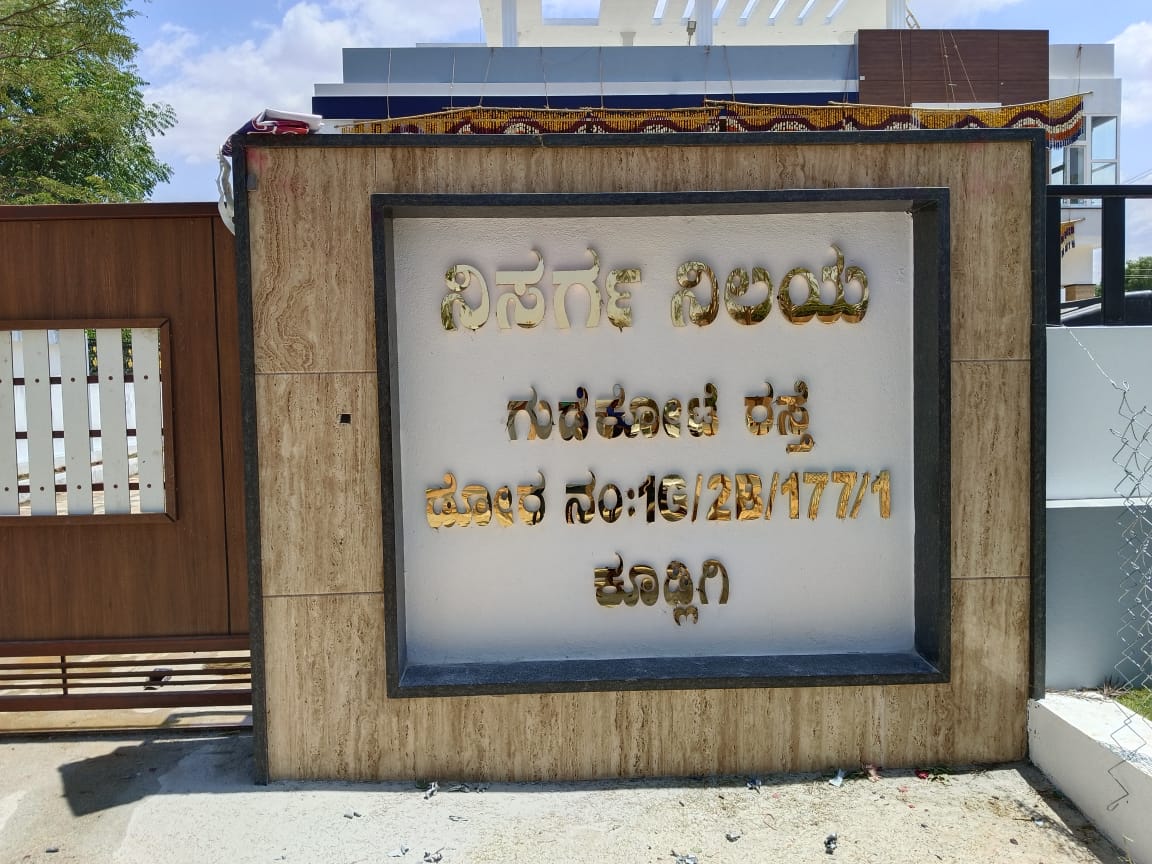 ನಿಸರ್ಗ ನಿಲಯ
ಗುಡೆಕೋಟೆ ರಸ್ತೆ
ಡೋರ ನಂ:1G/2B/177/1
ಕೂಡ್ಲಿಗಿ